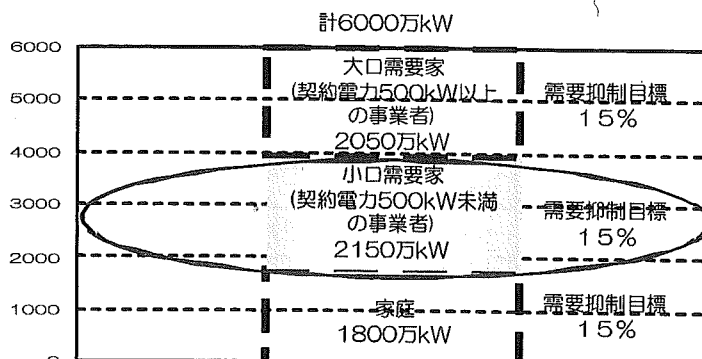 計6000万kW
6000
5000
4000
3000
2000
1000
0
大口需要家
(契約電力500kW以上
の事業者)
2050万kW
需要抑制目標
15%
小口需要家
(契約電力500kW未満
の事業者)
2150万kW
需要抑制目標
15%
家庭
1800万kW
需要抑制目標
15%